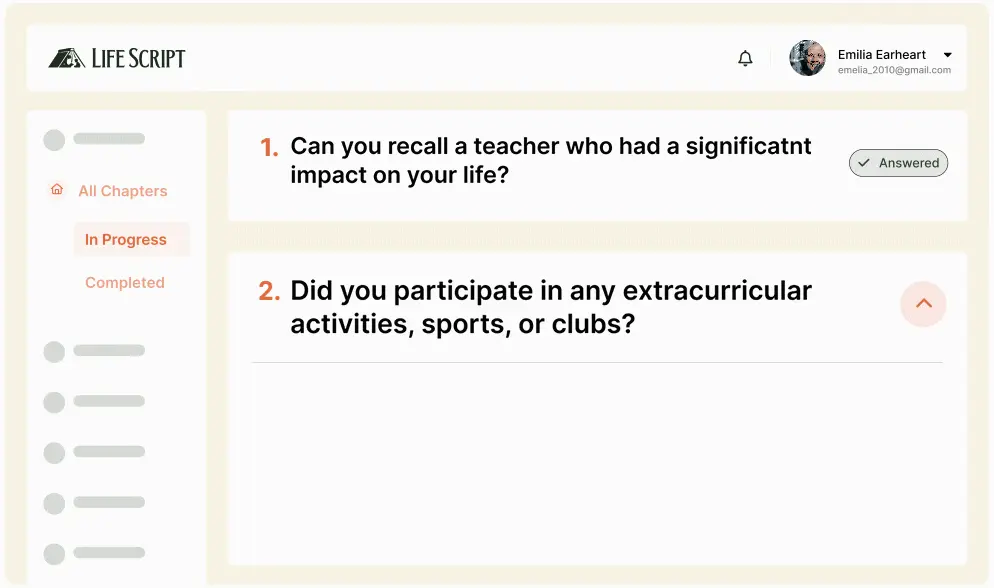 LIFE SCRIPT
Emilia Earheart
emelia_2010@gmail.com
All Chapters
In Progress
Completed
1. Can you recall a teacher who had a significatnt
impact on your life?
Answered
2. Did you participate in any extracurricular
activities, sports, or clubs?